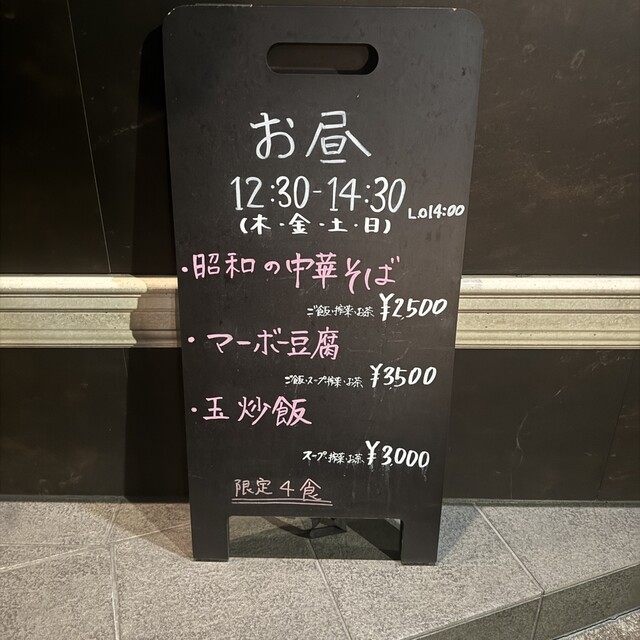 お昼
12:30-14:30 L.O14:00
(木・金・土・日)
・昭和の中華そば
ご飯・搾菜・お茶 ¥2500
・マーボー豆腐
ご飯・スープ・搾菜・お茶 ¥3500
・玉炒飯
スープ・搾菜・お茶 ¥3,000
限定4食